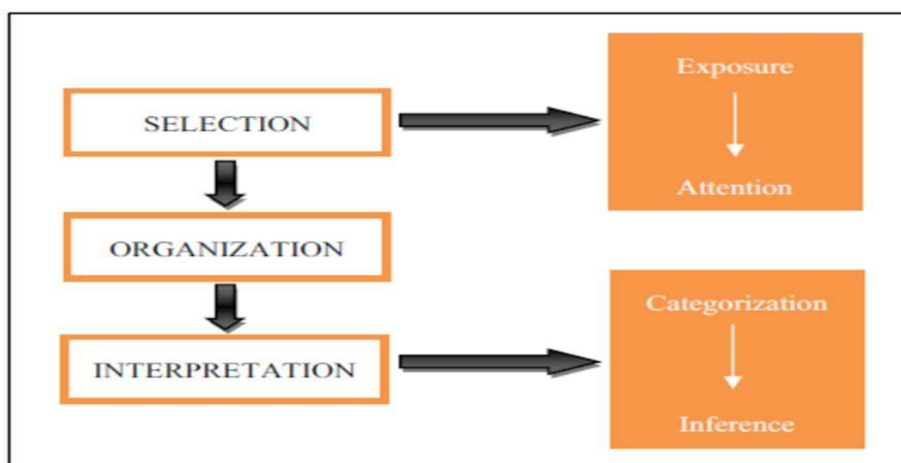 SELECTION
ORGANIZATION
INTERPRETATION
Exposure
Attention
Categorization
Inference